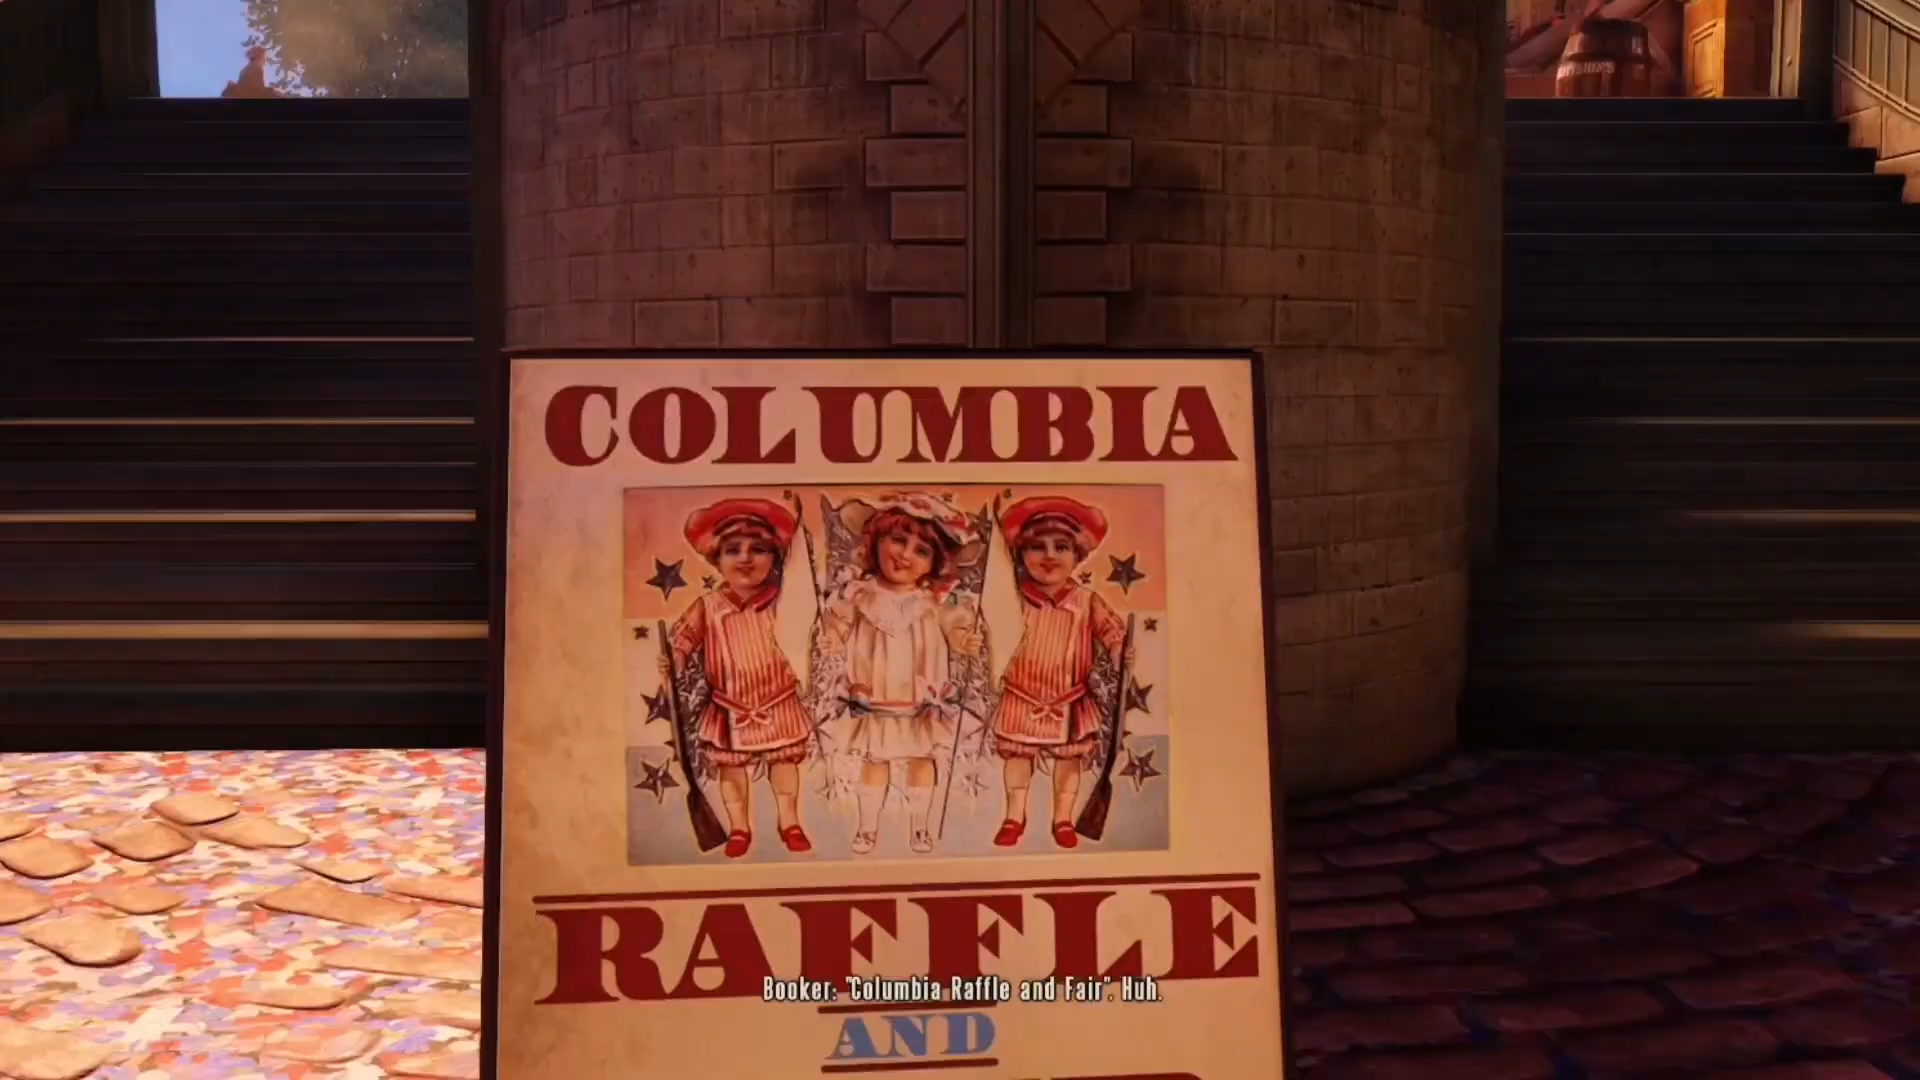 COLUMBIA
RAFFLE
Booker: "Columbia Raffle and Fair". Huh.
AND